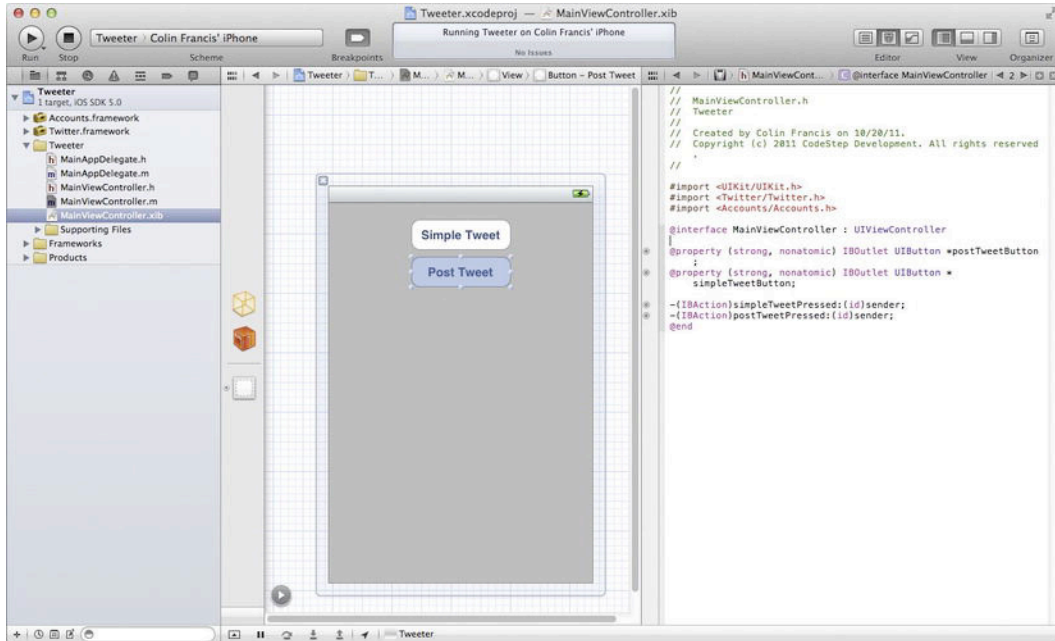 Tweeter.xcodeproj — MainViewController.xib
Tweeter › Colin Francis' iPhone
Running Tweeter on Colin Francis' iPhone
No Issues
Run Stop Scheme Breakpoints Editor View Organizer
Tweeter › T... › M... › M... › View › Button – Post Tweet
MainViewCont... › @interface MainViewController 2
Tweeter
1 target, iOS SDK 5.0
Accounts.framework
Twitter.framework
Tweeter
MainAppDelegate.h
MainAppDelegate.m
MainViewController.h
MainViewController.m
MainViewController.xib
Supporting Files
Frameworks
Products
Simple Tweet
Post Tweet
//
// MainViewController.h
// Tweeter
//
// Created by Colin Francis on 10/20/11.
// Copyright (c) 2011 CodeStep Development. All rights reserved
.
//
#import <UIKit/UIKit.h>
#import <Twitter/Twitter.h>
#import <Accounts/Accounts.h>
@interface MainViewController : UIViewController
@property (strong, nonatomic) IBOutlet UIButton *postTweetButton
;
@property (strong, nonatomic) IBOutlet UIButton *
simpleTweetButton;
-(IBAction)simpleTweetPressed:(id)sender;
-(IBAction)postTweetPressed:(id)sender;
@end
Tweeter